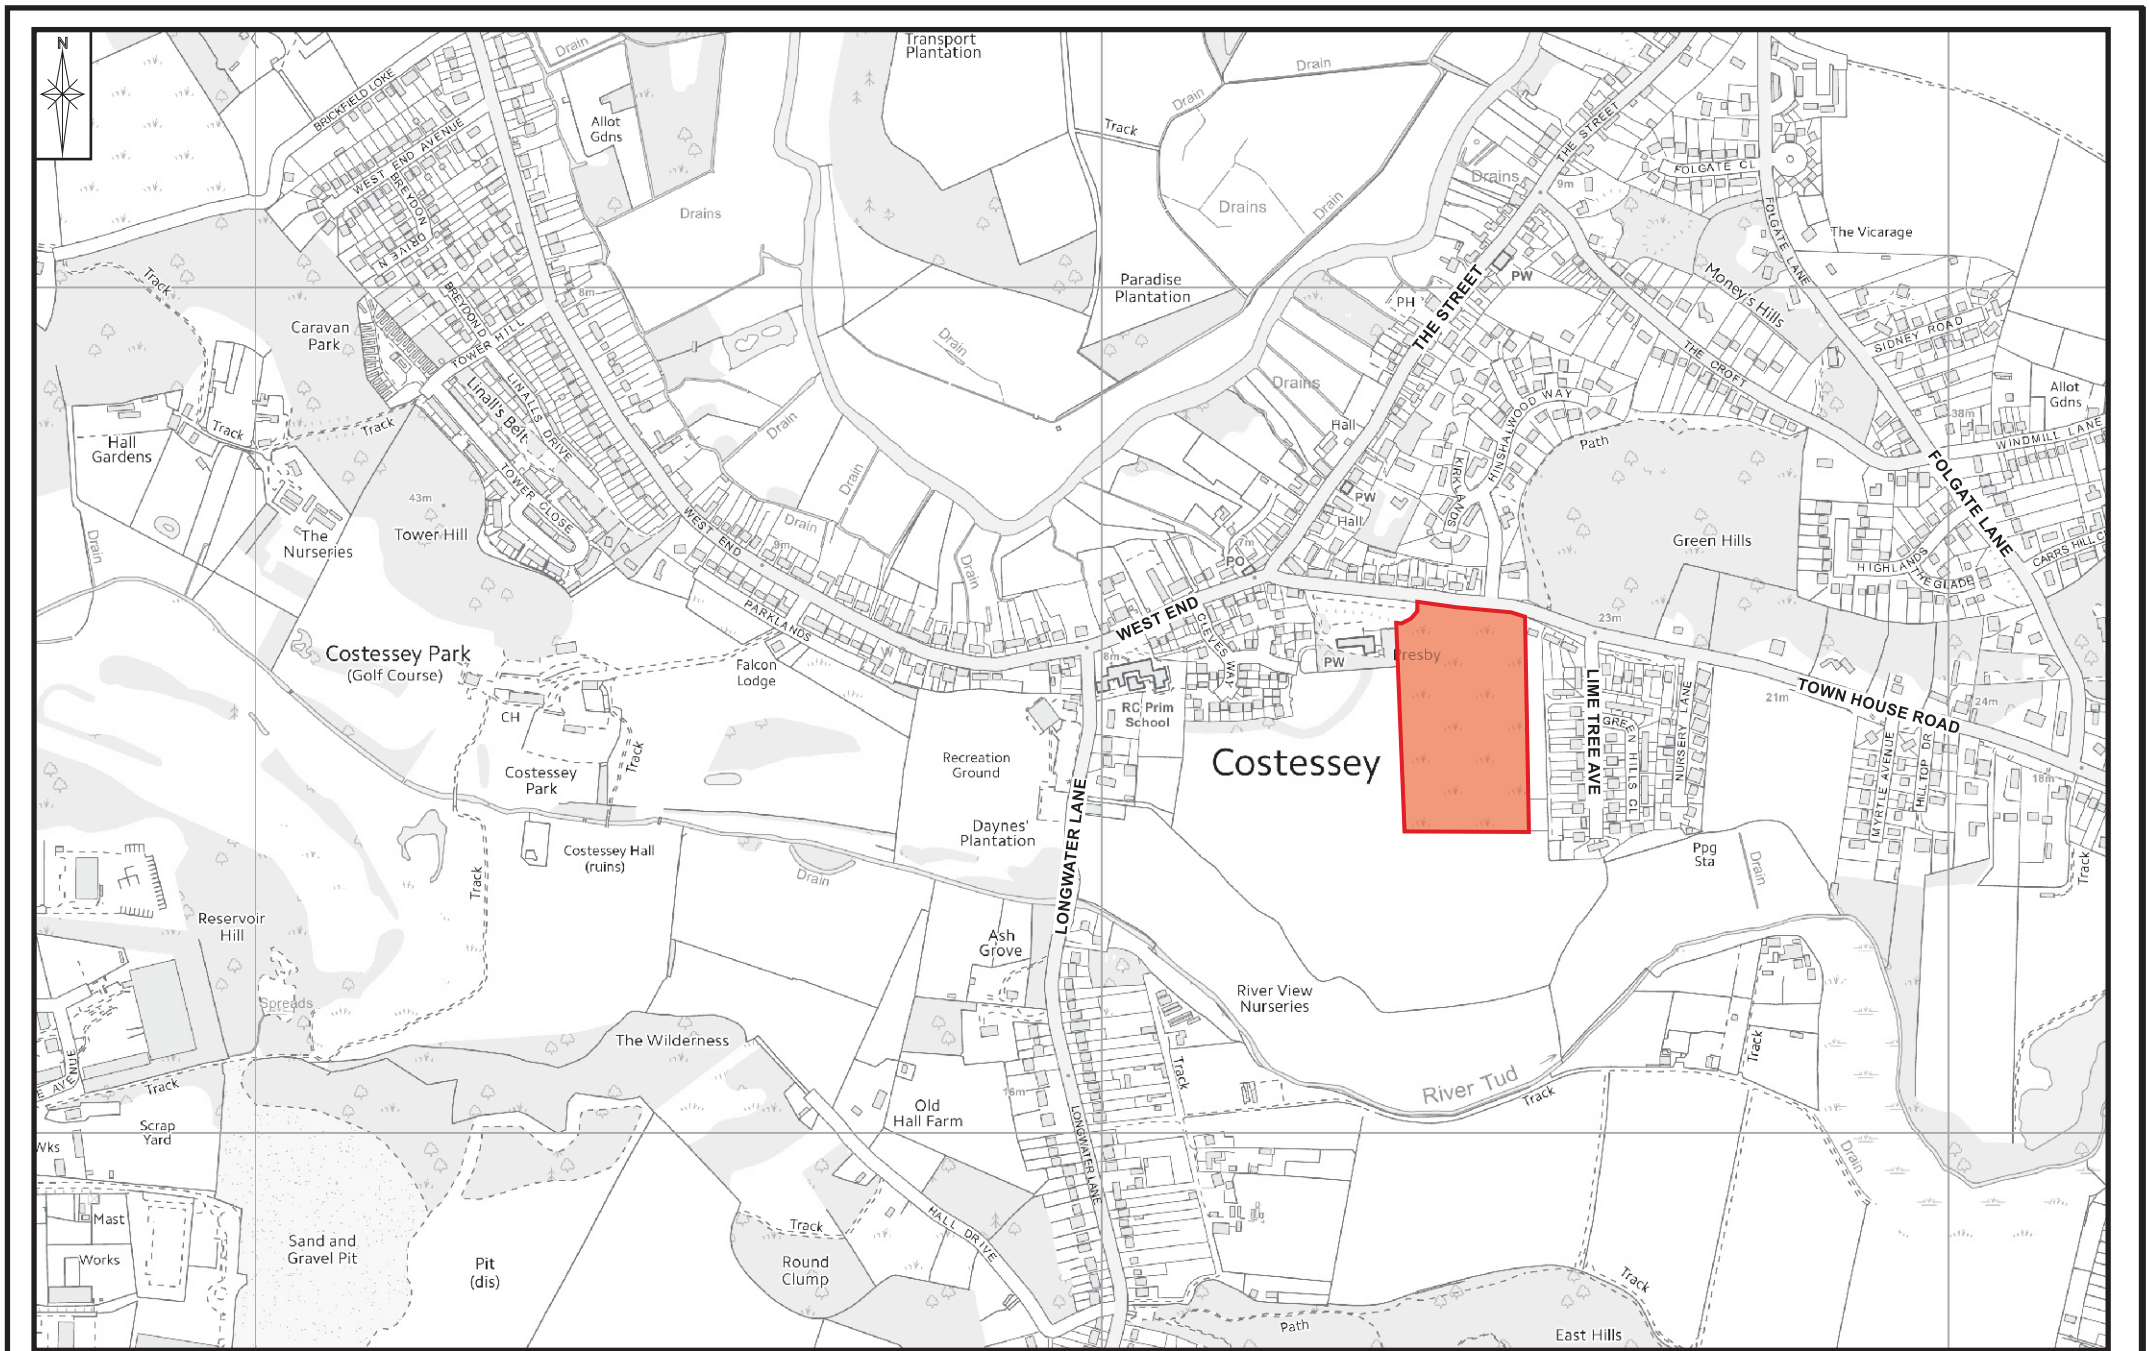 N
Transport
Plantation
Drain
Drain
BRICKFIELD LOKE
Allot
Gdns
Drain
Track
THE STREET
WEST END AVENUE
BREYDON
DRIVE N
Drains
Drains
Drain
Drains
9m
FOLGATE CL
FOLGATE LANE
The Vicarage
Track
BREYDON D
8m
Paradise
Plantation
PH
THE STREET
PW
Money's Hills
SIDNEY ROAD
Caravan
Park
TOWER HILL
Drain
THE CROFT
Linall's Belt
LINALLS DRIVE
Drains
HINSHALWOOD WAY
Allot
Gdns
38m
WINDMILL LANE
Hall
Gardens
Track
Track
Drain
Hall
Path
KIRKLANDS
FOLGATE LANE
43m
Tower Hill
TOWER
CLOSE
The
Nurseries
Drain
WEST END
Drain
Drain
9m
Drain
PW
Hall
7m
PO
Green Hills
HIGHLANDS
THE GLADE
CARRS HILL C
PARKLANDS
WEST END
CLEVES
WAY
8m
23m
Costessey Park
(Golf Course)
Falcon
Lodge
PW
Presby
RC Prim
School
LIME TREE AVE
GREEN HILLS CL
NURSERY LANE
21m
TOWN HOUSE ROAD
24m
CH
Track
Costessey
Park
Recreation
Ground
Costessey
MYRTLE AVENUE
HILL TOP DR
18m
Costessey Hall
(ruins)
Daynes'
Plantation
LONGWATER LANE
Drain
Track
Ppg
Sta
Drain
Track
Reservoir
Hill
Ash
Grove
Spreads
River View
Nurseries
The Wilderness
E AVENUE
Track
Track
Track
River Tud
Track
16m
Old
Hall Farm
LONGWATER LANE
Scrap
Yard
Wks
Drain
Mast
Works
Sand and
Gravel Pit
Pit
(dis)
Track
Round
Clump
HALL DRIVE
Path
Track
East Hills